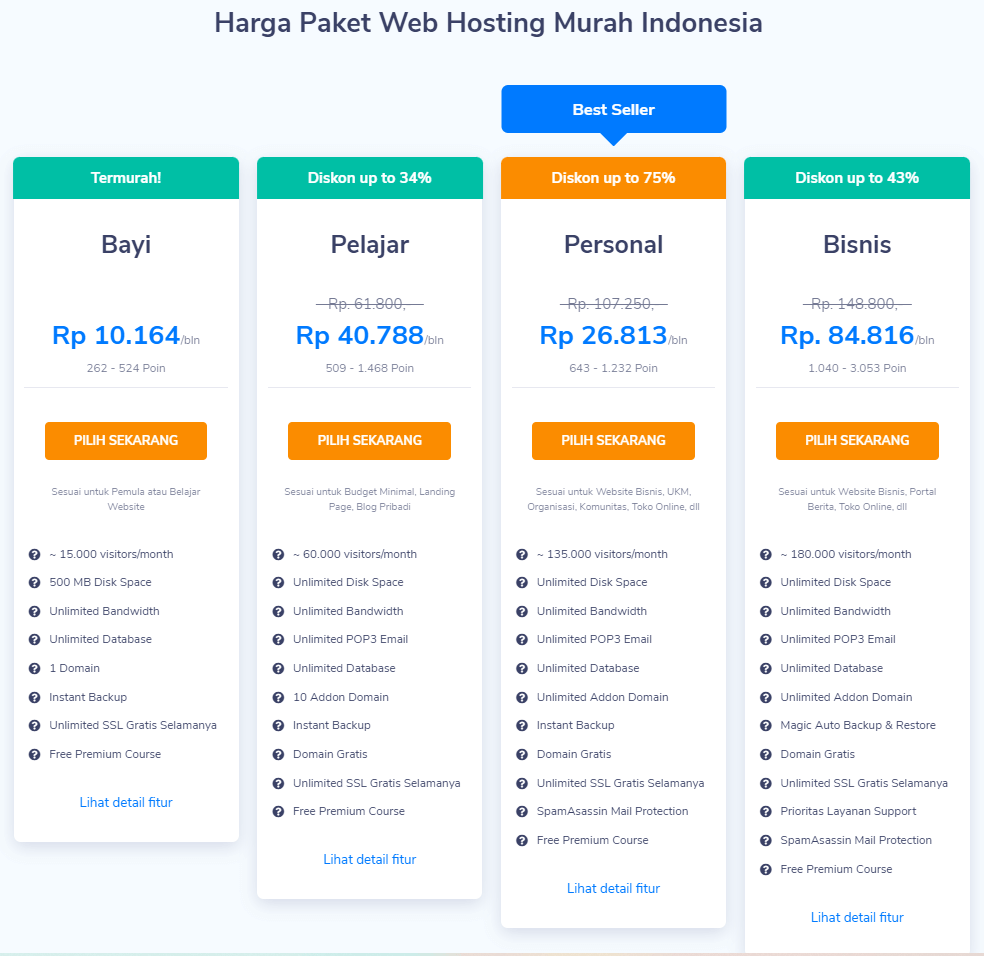 Harga Paket Web Hosting Murah Indonesia
Termurah!
Bayi
Rp 10.164/bln
262 - 524 Poin
PILIH SEKARANG
Sesuai untuk Pemula atau Belajar
Website
~ 15.000 visitors/month
500 MB Disk Space
Unlimited Bandwidth
Unlimited Database
1 Domain
Instant Backup
Unlimited SSL Gratis Selamanya
Free Premium Course
Lihat detail fitur
Diskon up to 34%
Pelajar
Rp. 61.800,-
Rp 40.788/bln
509 - 1.468 Poin
PILIH SEKARANG
Sesuai untuk Budget Minimal, Landing
Page, Blog Pribadi
~ 60.000 visitors/month
Unlimited Disk Space
Unlimited Bandwidth
Unlimited POP3 Email
Unlimited Database
10 Addon Domain
Instant Backup
Domain Gratis
Unlimited SSL Gratis Selamanya
Free Premium Course
Lihat detail fitur
Best Seller
Diskon up to 75%
Personal
Rp. 107.250,-
Rp 26.813/bln
643 - 1.232 Poin
PILIH SEKARANG
Sesuai untuk Website Bisnis, UKM,
Organisasi, Komunitas, Toko Online, dll
~ 135.000 visitors/month
Unlimited Disk Space
Unlimited Bandwidth
Unlimited POP3 Email
Unlimited Database
Unlimited Addon Domain
Instant Backup
Domain Gratis
Unlimited SSL Gratis Selamanya
SpamAsassin Mail Protection
Free Premium Course
Lihat detail fitur
Diskon up to 43%
Bisnis
Rp. 148.800,-
Rp. 84.816/bln
1.040 - 3.053 Poin
PILIH SEKARANG
Sesuai untuk Website Bisnis, Portal
Berita, Toko Online, dll
~ 180.000 visitors/month
Unlimited Disk Space
Unlimited Bandwidth
Unlimited POP3 Email
Unlimited Database
Unlimited Addon Domain
Magic Auto Backup & Restore
Domain Gratis
Unlimited SSL Gratis Selamanya
Prioritas Layanan Support
SpamAsassin Mail Protection
Free Premium Course
Lihat detail fitur